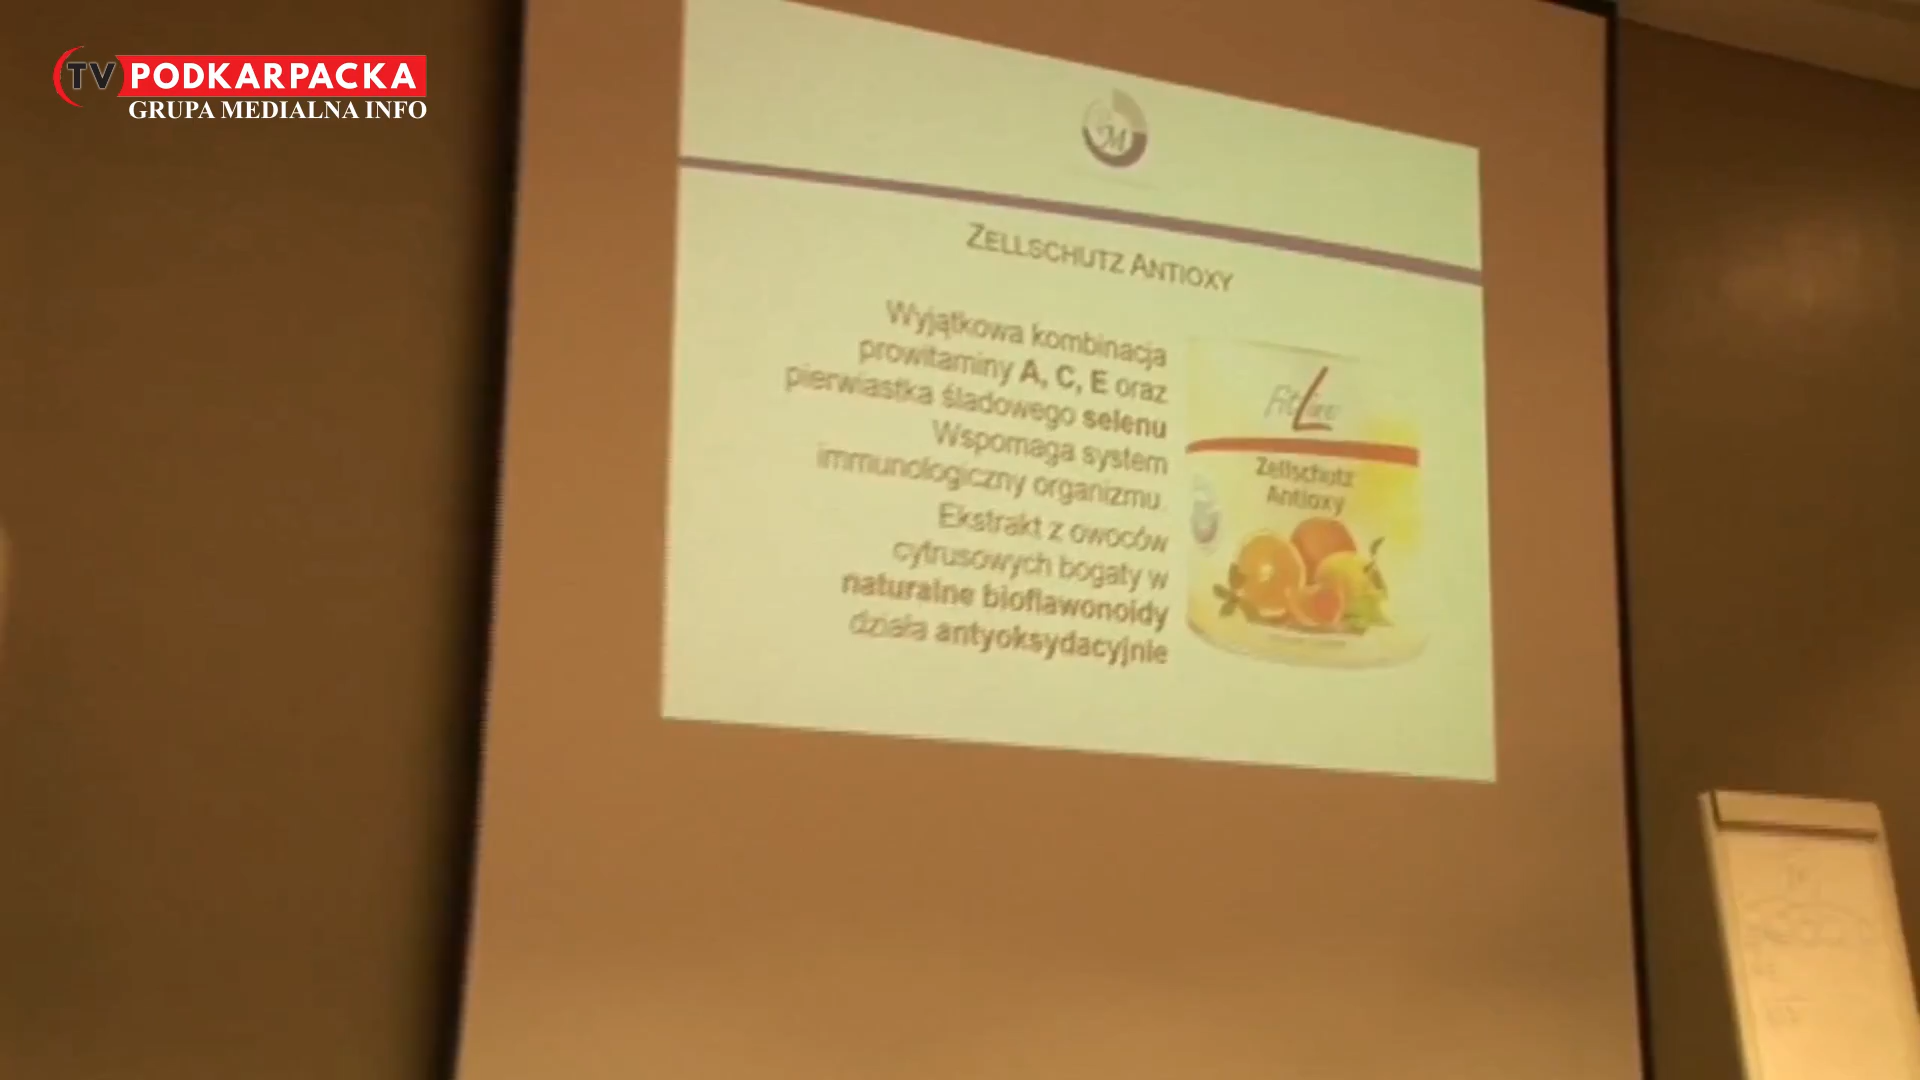 TV PODKARPACKA
GRUPA MEDIALNA INFO
ZELLSCHUTZ ANTIOXY
Wyjątkowa kombinacja
prowitaminy A, C, E oraz
pierwiastka śladowego selenu
Wspomaga system
immunologiczny organizmu.
Ekstrakt z owoców
cytrusowych bogaty w
naturalne bioflawonoidy
działa antyoksydacyjnie
fitLine
Zellschutz
Antioxy